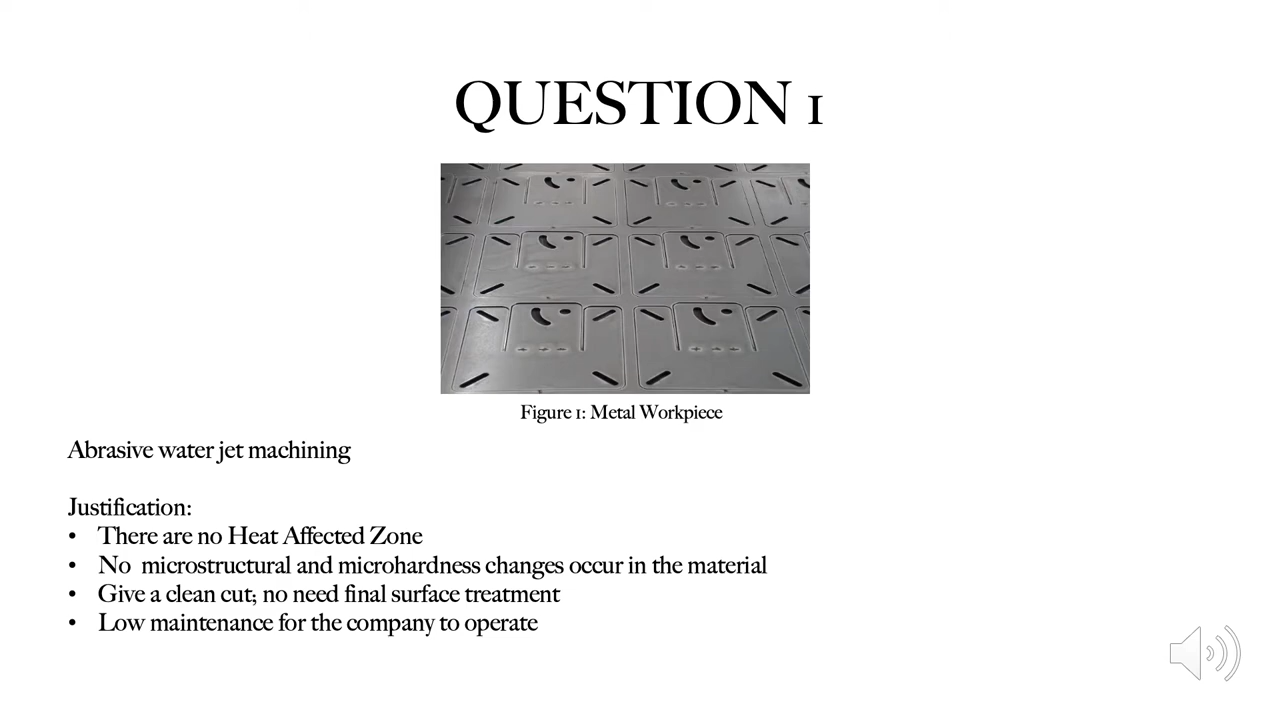 QUESTION 1
Figure 1: Metal Workpiece
Abrasive water jet machining
Justification:
• There are no Heat Affected Zone
• No microstructural and microhardness changes occur in the material
• Give a clean cut; no need final surface treatment
• Low maintenance for the company to operate